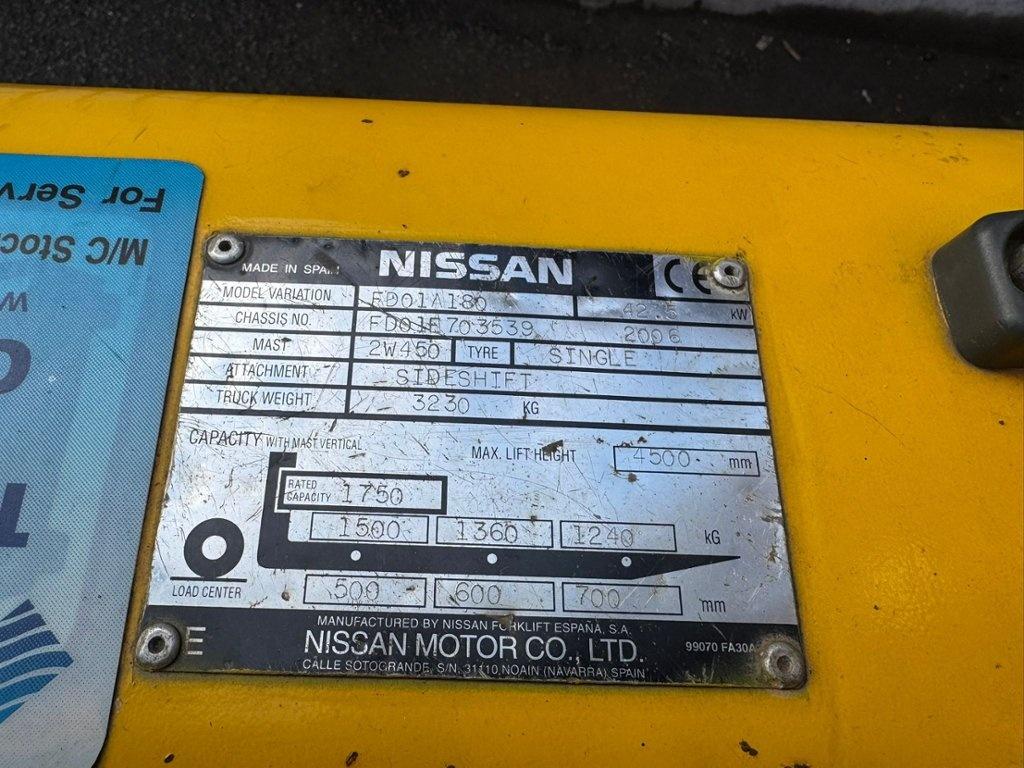 For Serv
M/C Stoc
MADE IN SPAIN NISSAN CE
MODEL VARIATION FD01A18Q 42.5 kW
CHASSIS NO. FD01E703539 2006
MAST 2W450 TYRE SINGLE
ATTACHMENT SIDESHIFT
TRUCK WEIGHT 3230 KG
CAPACITY WITH MAST VERTICAL
MAX. LIFT HEIGHT 4500 mm
RATED CAPACITY 1750
1500 1360 1240 kG
LOAD CENTER 500 600 700 mm
MANUFACTURED BY NISSAN FORKLIFT ESPAÑA, S.A.
E NISSAN MOTOR CO., LTD. 99070 FA30A
CALLE SOTOGRANDE, S/N, 31110 NOAIN (NAVARRA) SPAIN